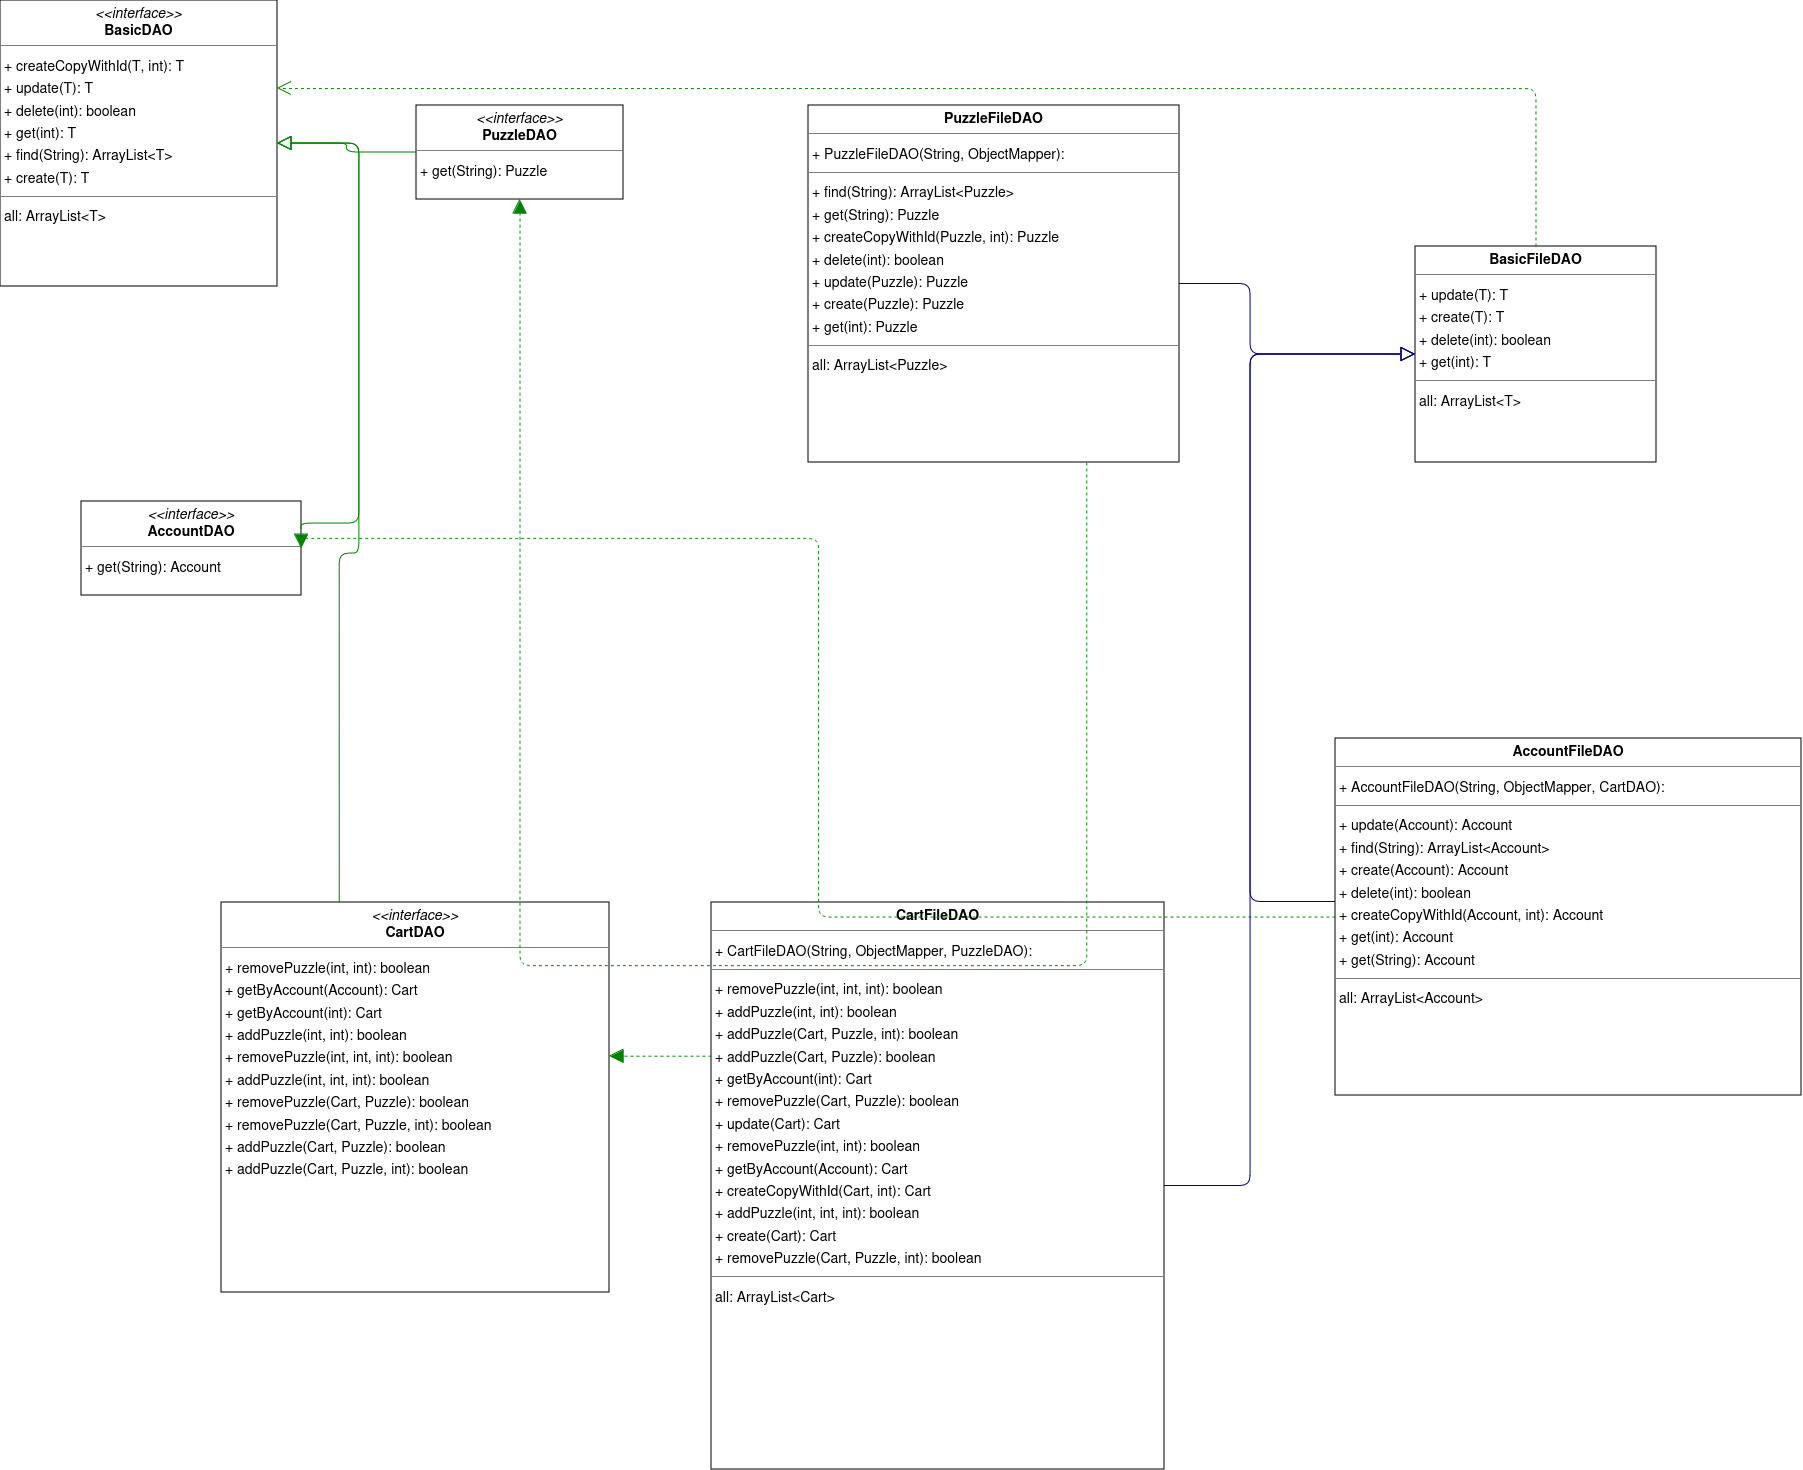 <<interface>>
BasicDAO
+ createCopyWithId(T, int): T
+ update(T): T
+ delete(int): boolean
+ get(int): T
+ find(String): ArrayList<T>
+ create(T): T
all: ArrayList<T>
<<interface>>
PuzzleDAO
+ get(String): Puzzle
PuzzleFileDAO
+ PuzzleFileDAO(String, ObjectMapper):
+ find(String): ArrayList<Puzzle>
+ get(String): Puzzle
+ createCopyWithId(Puzzle, int): Puzzle
+ delete(int): boolean
+ update(Puzzle): Puzzle
+ create(Puzzle): Puzzle
+ get(int): Puzzle
all: ArrayList<Puzzle>
BasicFileDAO
+ update(T): T
+ create(T): T
+ delete(int): boolean
+ get(int): T
all: ArrayList<T>
<<interface>>
AccountDAO
+ get(String): Account
AccountFileDAO
+ AccountFileDAO(String, ObjectMapper, CartDAO):
+ update(Account): Account
+ find(String): ArrayList<Account>
+ create(Account): Account
+ delete(int): boolean
+ createCopyWithId(Account, int): Account
+ get(int): Account
+ get(String): Account
all: ArrayList<Account>
<<interface>>
CartDAO
+ removePuzzle(int, int): boolean
+ getByAccount(Account): Cart
+ getByAccount(int): Cart
+ addPuzzle(int, int): boolean
+ removePuzzle(int, int, int): boolean
+ addPuzzle(int, int, int): boolean
+ removePuzzle(Cart, Puzzle): boolean
+ removePuzzle(Cart, Puzzle, int): boolean
+ addPuzzle(Cart, Puzzle): boolean
+ addPuzzle(Cart, Puzzle, int): boolean
CartFileDAO
+ CartFileDAO(String, ObjectMapper, PuzzleDAO):
+ removePuzzle(int, int, int): boolean
+ addPuzzle(int, int): boolean
+ addPuzzle(Cart, Puzzle, int): boolean
+ addPuzzle(Cart, Puzzle): boolean
+ getByAccount(int): Cart
+ removePuzzle(Cart, Puzzle): boolean
+ update(Cart): Cart
+ removePuzzle(int, int): boolean
+ getByAccount(Account): Cart
+ createCopyWithId(Cart, int): Cart
+ addPuzzle(int, int, int): boolean
+ create(Cart): Cart
+ removePuzzle(Cart, Puzzle, int): boolean
all: ArrayList<Cart>